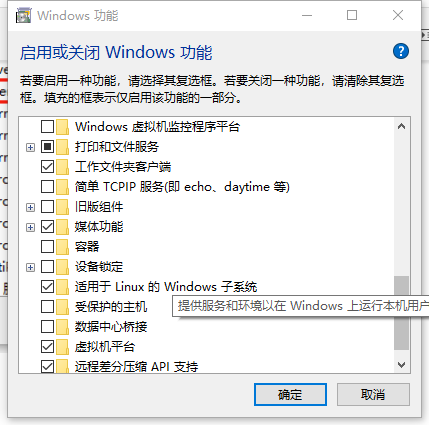 Windows 功能
启用或关闭 Windows 功能
若要启用一种功能，请选择其复选框。若要关闭一种功能，请清除其复选
框。填充的框表示仅启用该功能的一部分。
Windows 虚拟机监控程序平台
打印和文件服务
工作文件夹客户端
简单 TCPIP 服务(即 echo、daytime 等)
旧版组件
媒体功能
容器
设备锁定
适用于 Linux 的 Windows 子系统
受保护的主机
提供服务和环境以在 Windows 上运行本机用户
数据中心桥接
虚拟机平台
远程差分压缩 API 支持
确定
取消